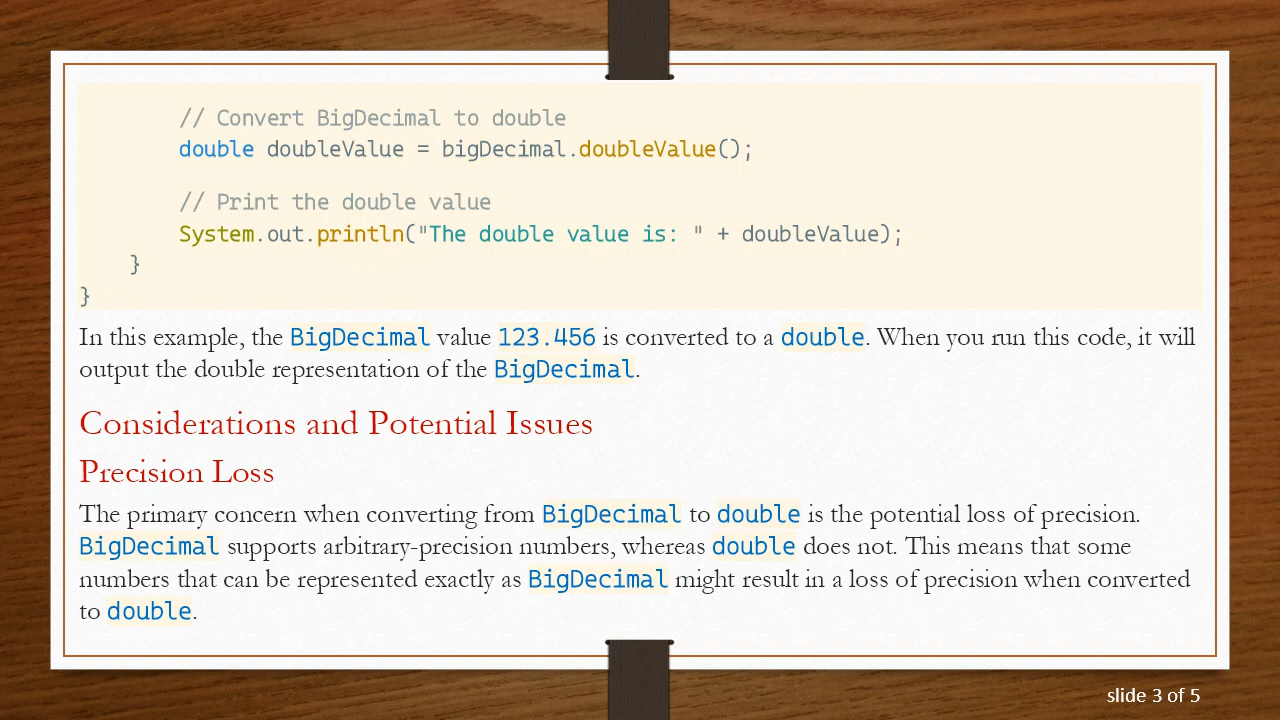 // Convert BigDecimal to double
double doubleValue = bigDecimal.doubleValue();
// Print the double value
System.out.println("The double value is: " + doubleValue);
}
}
In this example, the BigDecimal value 123.456 is converted to a double. When you run this code, it will
output the double representation of the BigDecimal.
Considerations and Potential Issues
Precision Loss
The primary concern when converting from BigDecimal to double is the potential loss of precision.
BigDecimal supports arbitrary-precision numbers, whereas double does not. This means that some
numbers that can be represented exactly as BigDecimal might result in a loss of precision when converted
to double.
slide 3 of 5